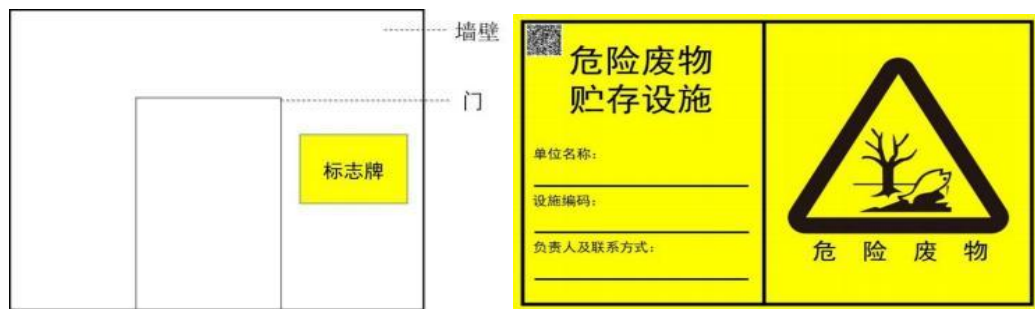 墙壁
门
标志牌
危险废物
贮存设施
单位名称：
设施编码：
负责人及联系方式：
危险废物